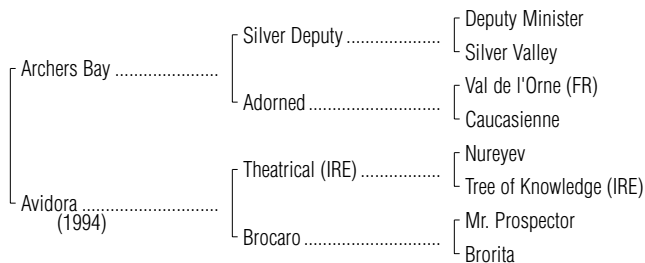 Deputy Minister
Silver Deputy ....................
Silver Valley
Archers Bay ......................
Val de l'Orne (FR)
Adorned ............................
Caucasienne
Nureyev
Theatrical (IRE) .................
Tree of Knowledge (IRE)
Avidora .............................
(1994)
Mr. Prospector
Brocaro .............................
Brorita